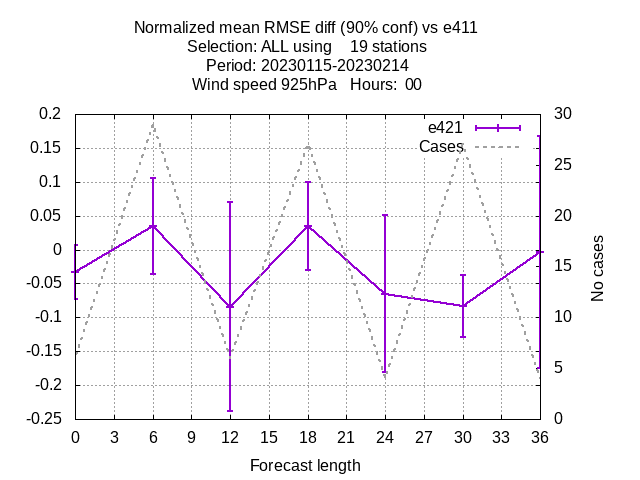 Normalized mean RMSE diff (90% conf) vs e411
Selection: ALL using    19 stations
Period: 20230115-20230214
Wind speed 925hPa   Hours:  00
e421
Cases
0.2
0.15
0.1
0.05
0
-0.05
-0.1
-0.15
-0.2
-0.25
30
25
20
15
10
5
0
No cases
0 3 6 9 12 15 18 21 24 27 30 33 36
Forecast length